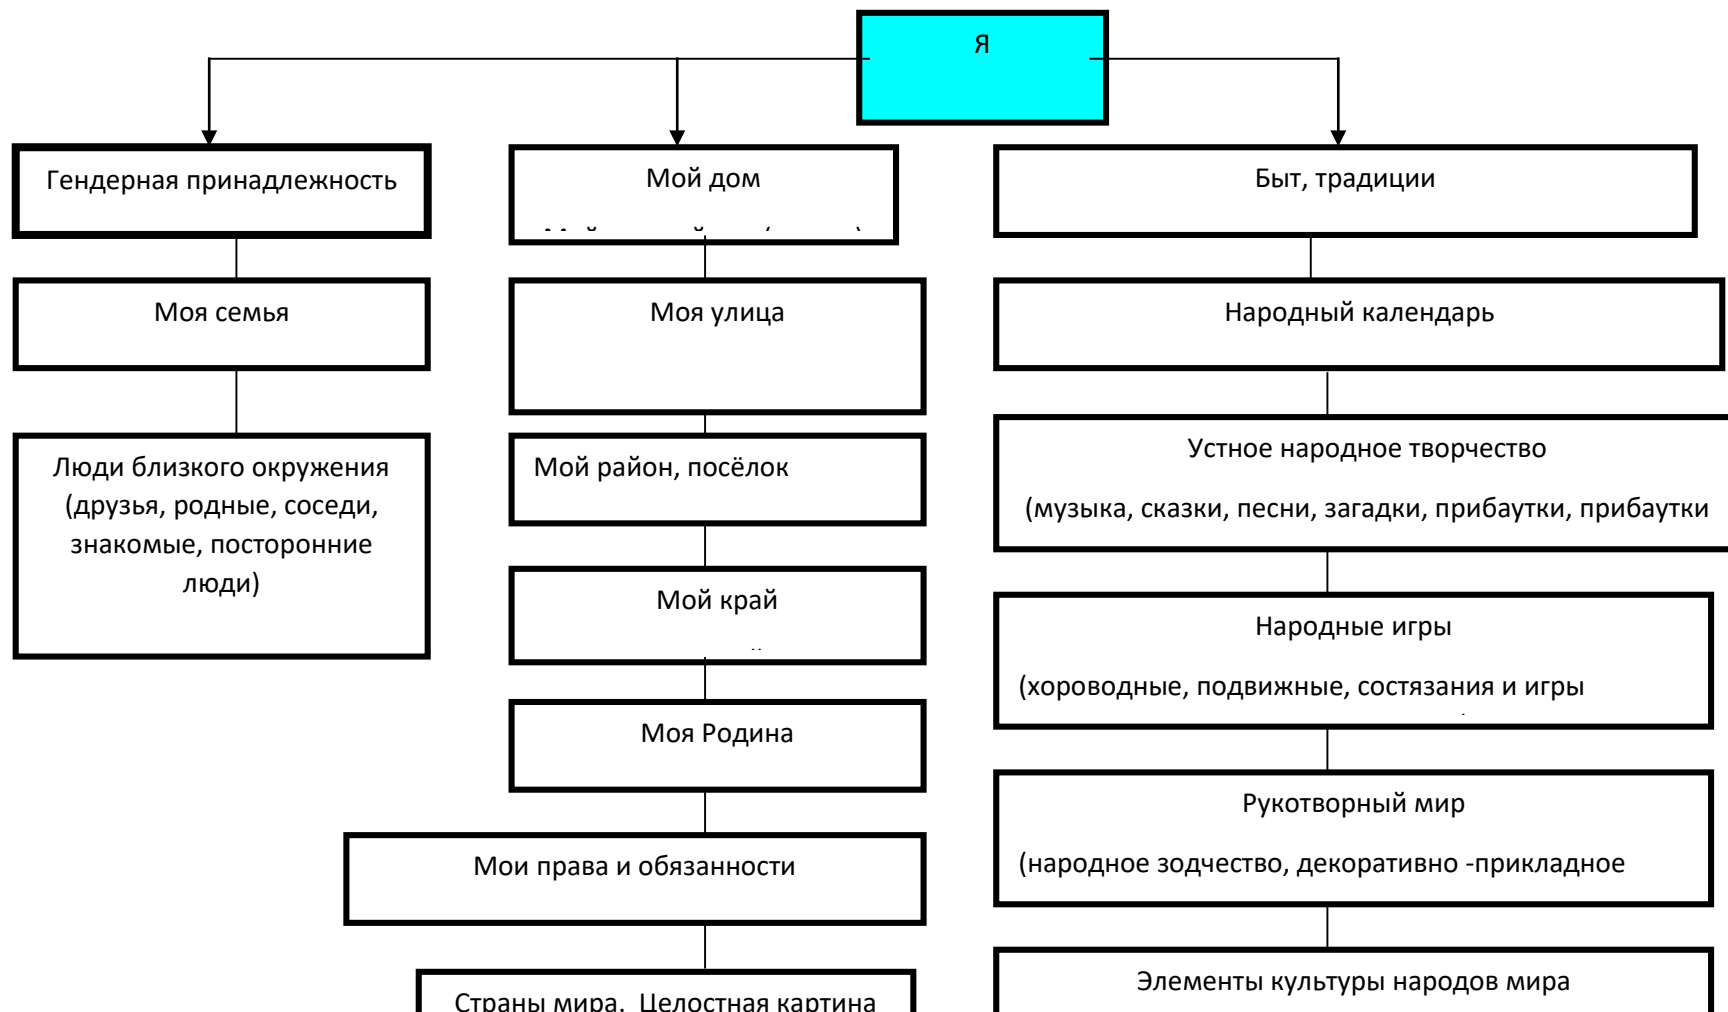 Я
Гендерная принадлежность
Моя семья
Люди близкого окружения
(друзья, родные, соседи,
знакомые, посторонние
люди)
Мой дом
Моя улица
Мой район, посёлок
Мой край
Моя Родина
Мои права и обязанности
Страны мира. Целостная картина
Быт, традиции
Народный календарь
Устное народное творчество
(музыка, сказки, песни, загадки, прибаутки, прибаутки
Народные игры
(хороводные, подвижные, состязания и игры
Рукотворный мир
(народное зодчество, декоративно -прикладное
Элементы культуры народов мира